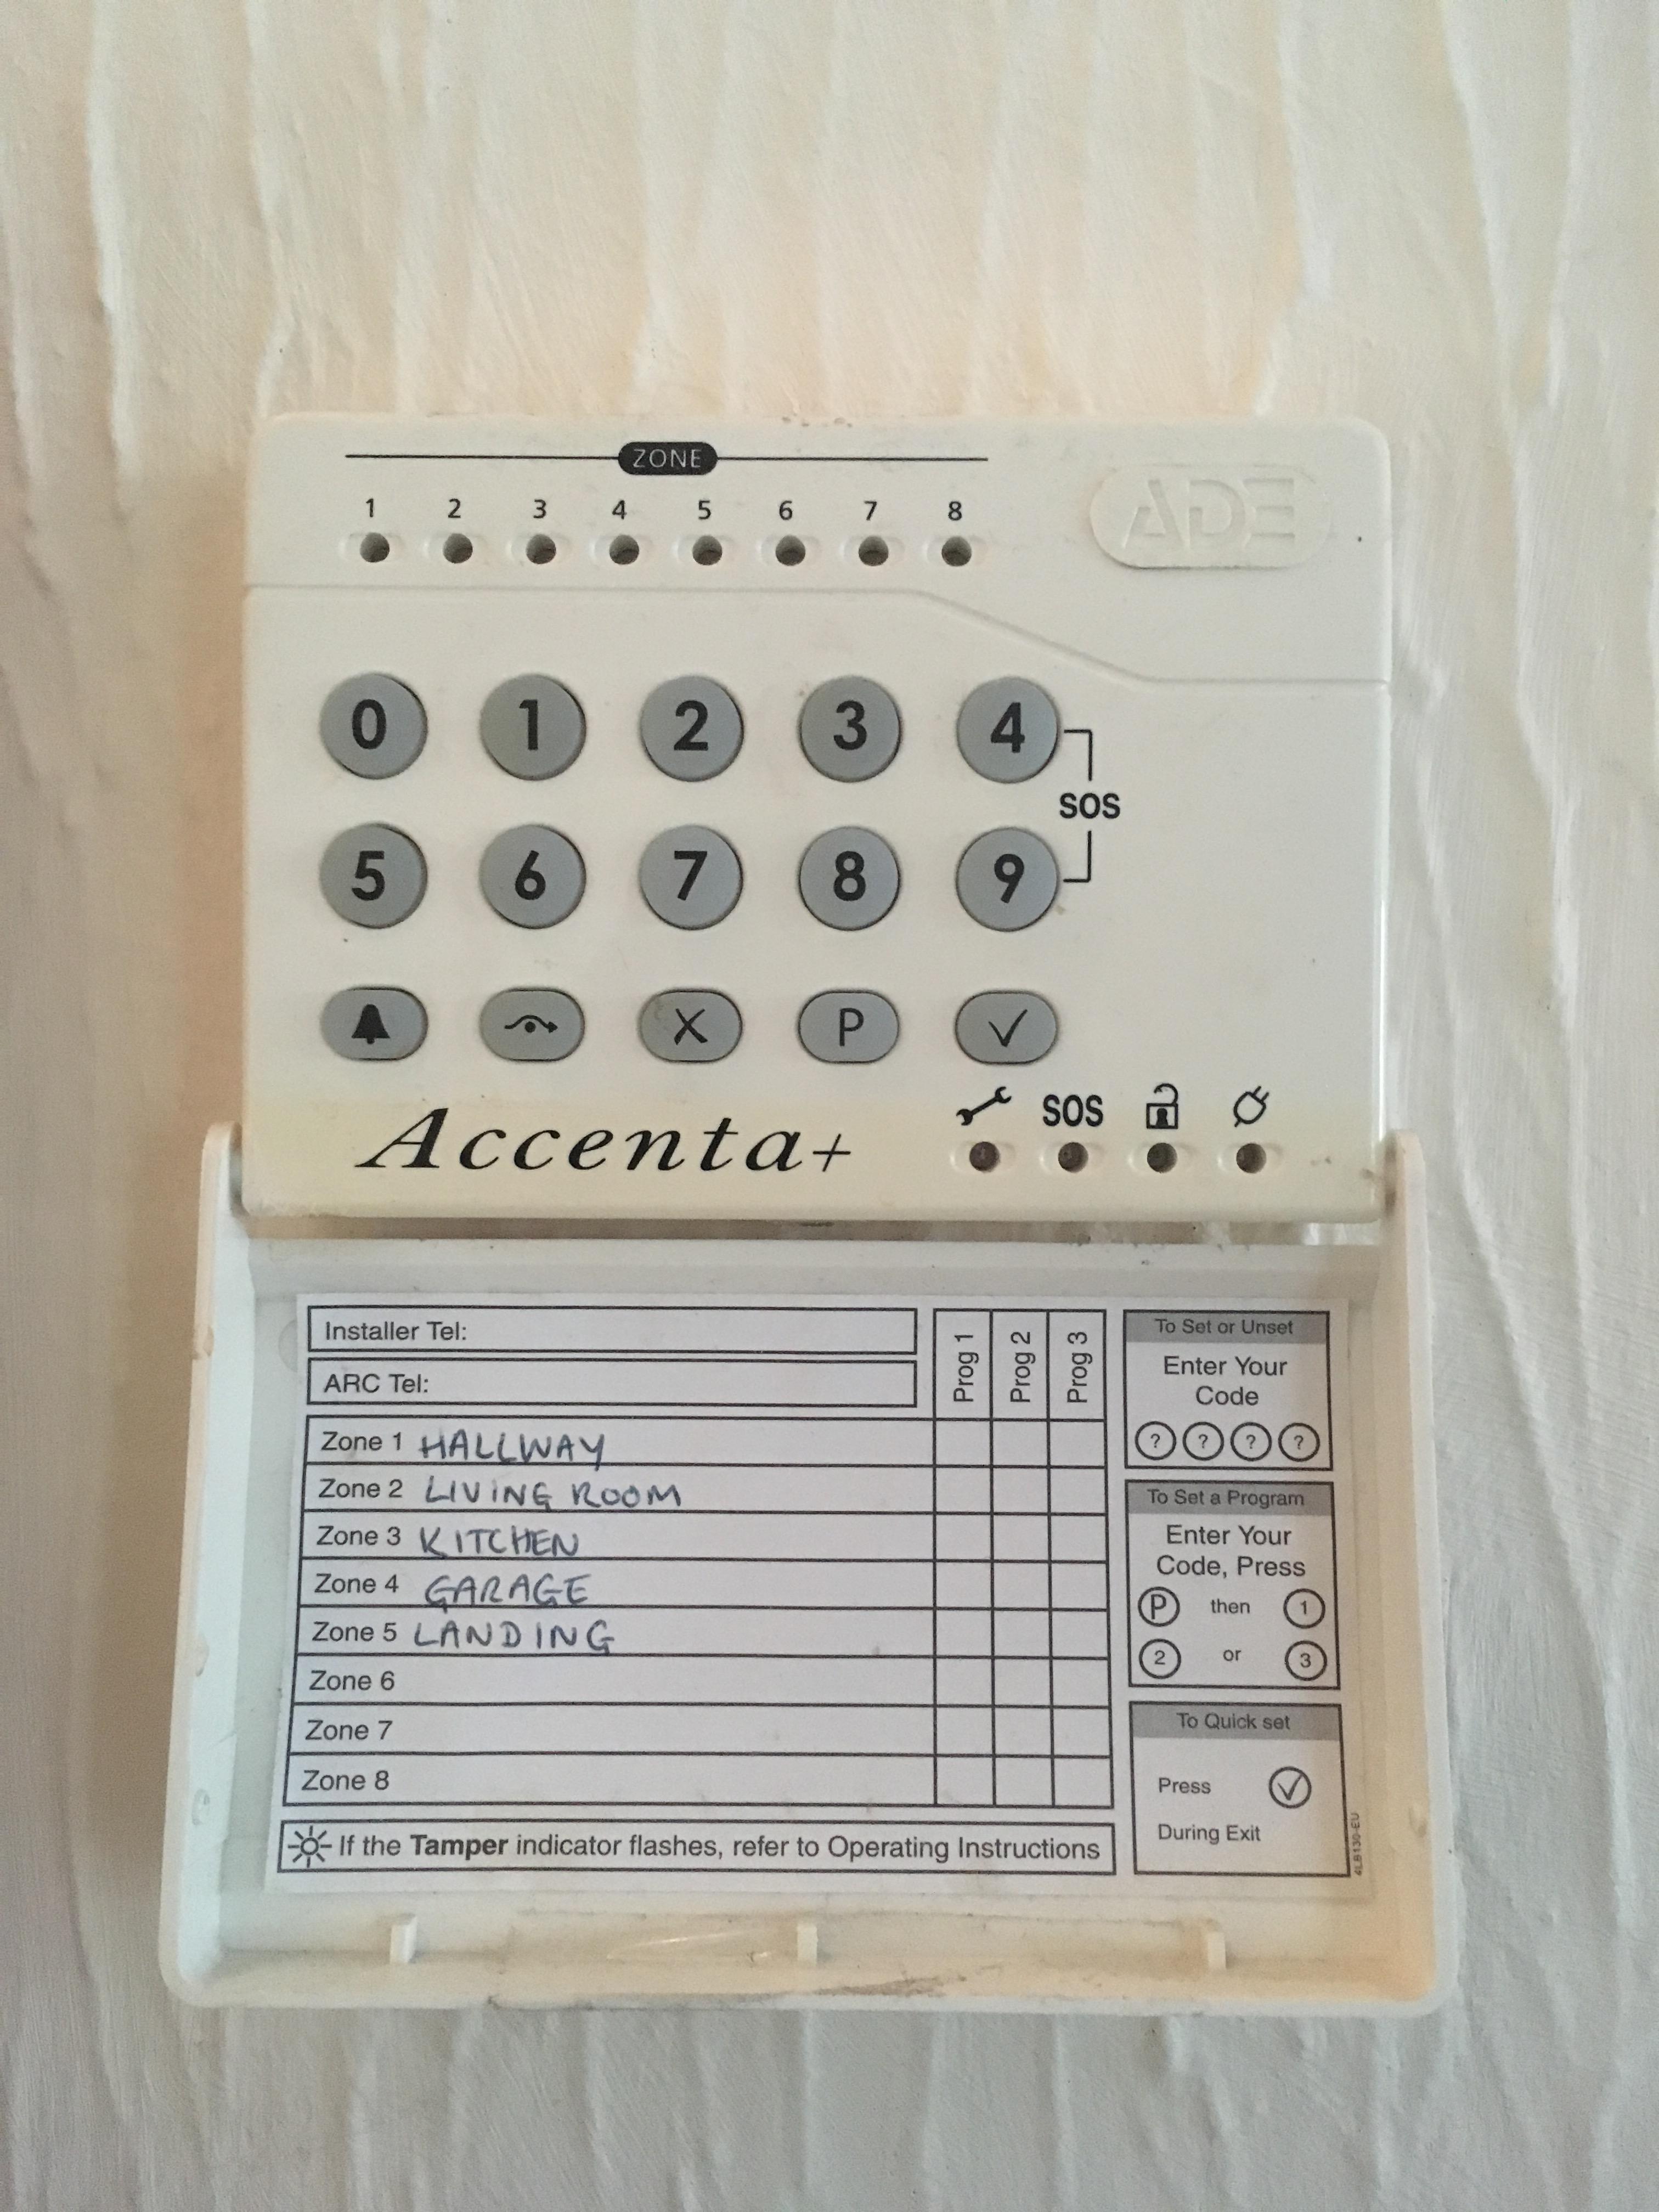 ZONE
1 2 3 4 5 6 7 8
ADE
0 1 2 3 4
SOS
5 6 7 8 9
X P ✓
SOS
Accenta+
Installer Tel:
ARC Tel:
Prog 1 Prog 2 Prog 3
Zone 1 HALLWAY
Zone 2 LIVING ROOM
Zone 3 KITCHEN
Zone 4 GARAGE
Zone 5 LANDING
Zone 6
Zone 7
Zone 8
If the Tamper indicator flashes, refer to Operating Instructions
To Set or Unset
Enter Your
Code
? ? ? ?
To Set a Program
Enter Your
Code, Press
P then 1
2 or 3
To Quick set
Press ✓
During Exit
4LB130-EU